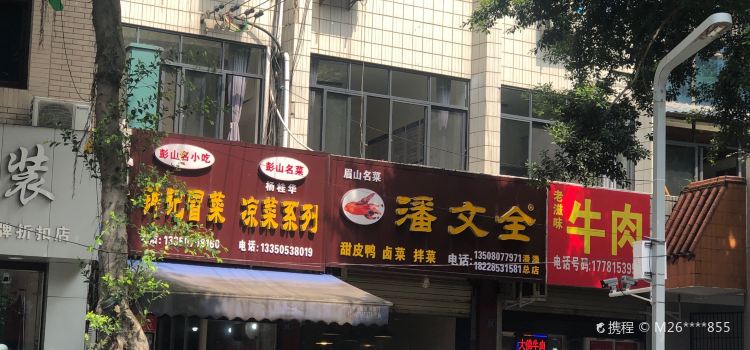 装
牌折扣店
彭山名小吃
彭山名菜
杨桂华
冒菜 凉菜系列
电话: 13350538019
眉山名菜
潘文全®
甜皮鸭 卤菜 拌菜
电话: 13508077971
18228531581
总店
老滋味
牛肉
电话号码: 1778153
携程 © M26****855